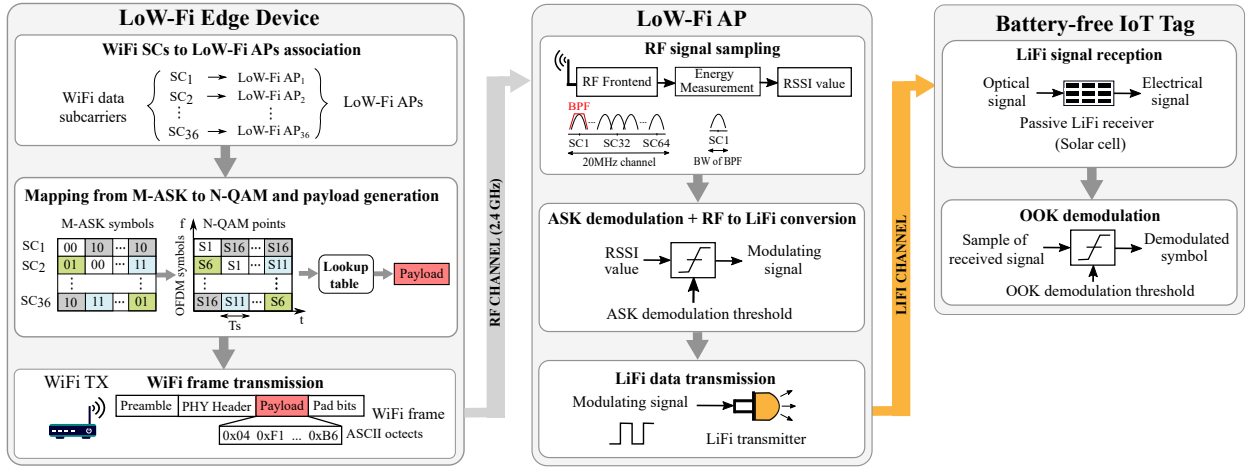 LoW-Fi Edge Device
WiFi SCs to LoW-Fi APs association
WiFi data
subcarriers
SC1 LoW-Fi AP1
SC2 LoW-Fi AP2
⋮ ⋮
SC36 LoW-Fi AP36
LoW-Fi APs
Mapping from M-ASK to N-QAM and payload generation
M-ASK symbols
SC1 00 10 ... 10
SC2 01 00 ... 11
⋮ ⋮ ⋮
SC36 10 11 ... 01
N-QAM points
f
OFDM symbols
S1 S16 ... S16
S6 S1 ... S11
⋮ ⋮ ⋮
S16 S11 ... S6
Ts
t
Lookup
table
Payload
WiFi frame transmission
WiFi TX
Preamble PHY Header Payload Pad bits
WiFi frame
0x04 0xF1 ... 0xB6
ASCII octects
RF CHANNEL (2.4 GHz)
LoW-Fi AP
RF signal sampling
RF Frontend
Energy
Measurement
RSSI value
BPF
... ...
SC1 SC32 SC64
20MHz channel
SC1
BW of BPF
ASK demodulation + RF to LiFi conversion
RSSI
value
Modulating
signal
ASK demodulation threshold
LiFi data transmission
Modulating signal
LiFi transmitter
LIFI CHANNEL
Battery-free IoT Tag
LiFi signal reception
Optical
signal
Electrical
signal
Passive LiFi receiver
(Solar cell)
OOK demodulation
Sample of
received signal
Demodulated
symbol
OOK demodulation threshold